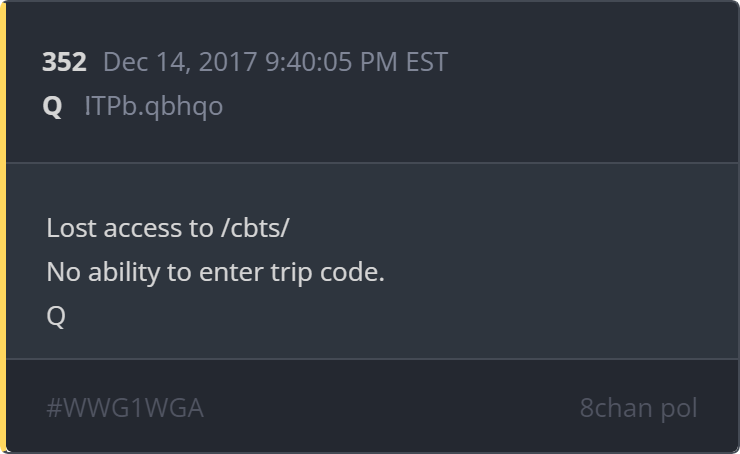 352 Dec 14, 2017 9:40:05 PM EST
Q !TPb.qbhqo
Lost access to /cbts/
No ability to enter trip code.
Q
#WWG1WGA 8chan pol